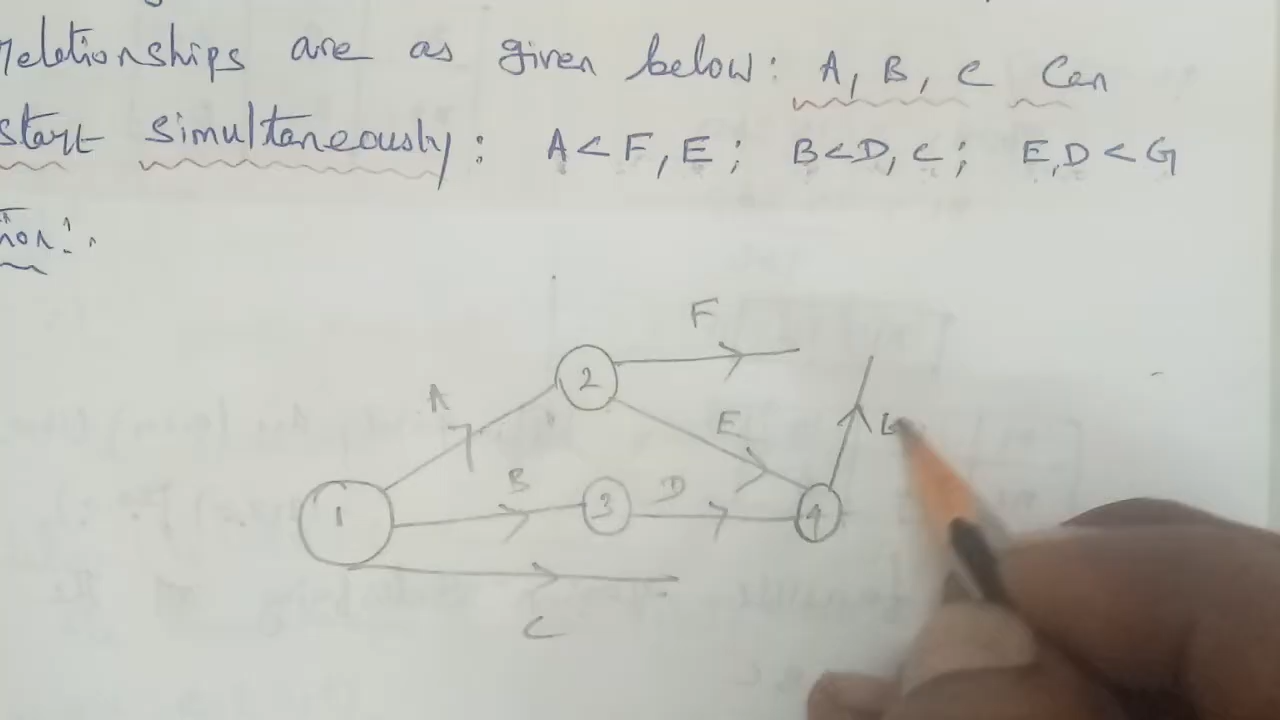 relationships are as given below: A, B, C Can
start simultaneously: A < F, E; B < D, C; E, D < G
F
2
A
E
B
3
D
1
4
C